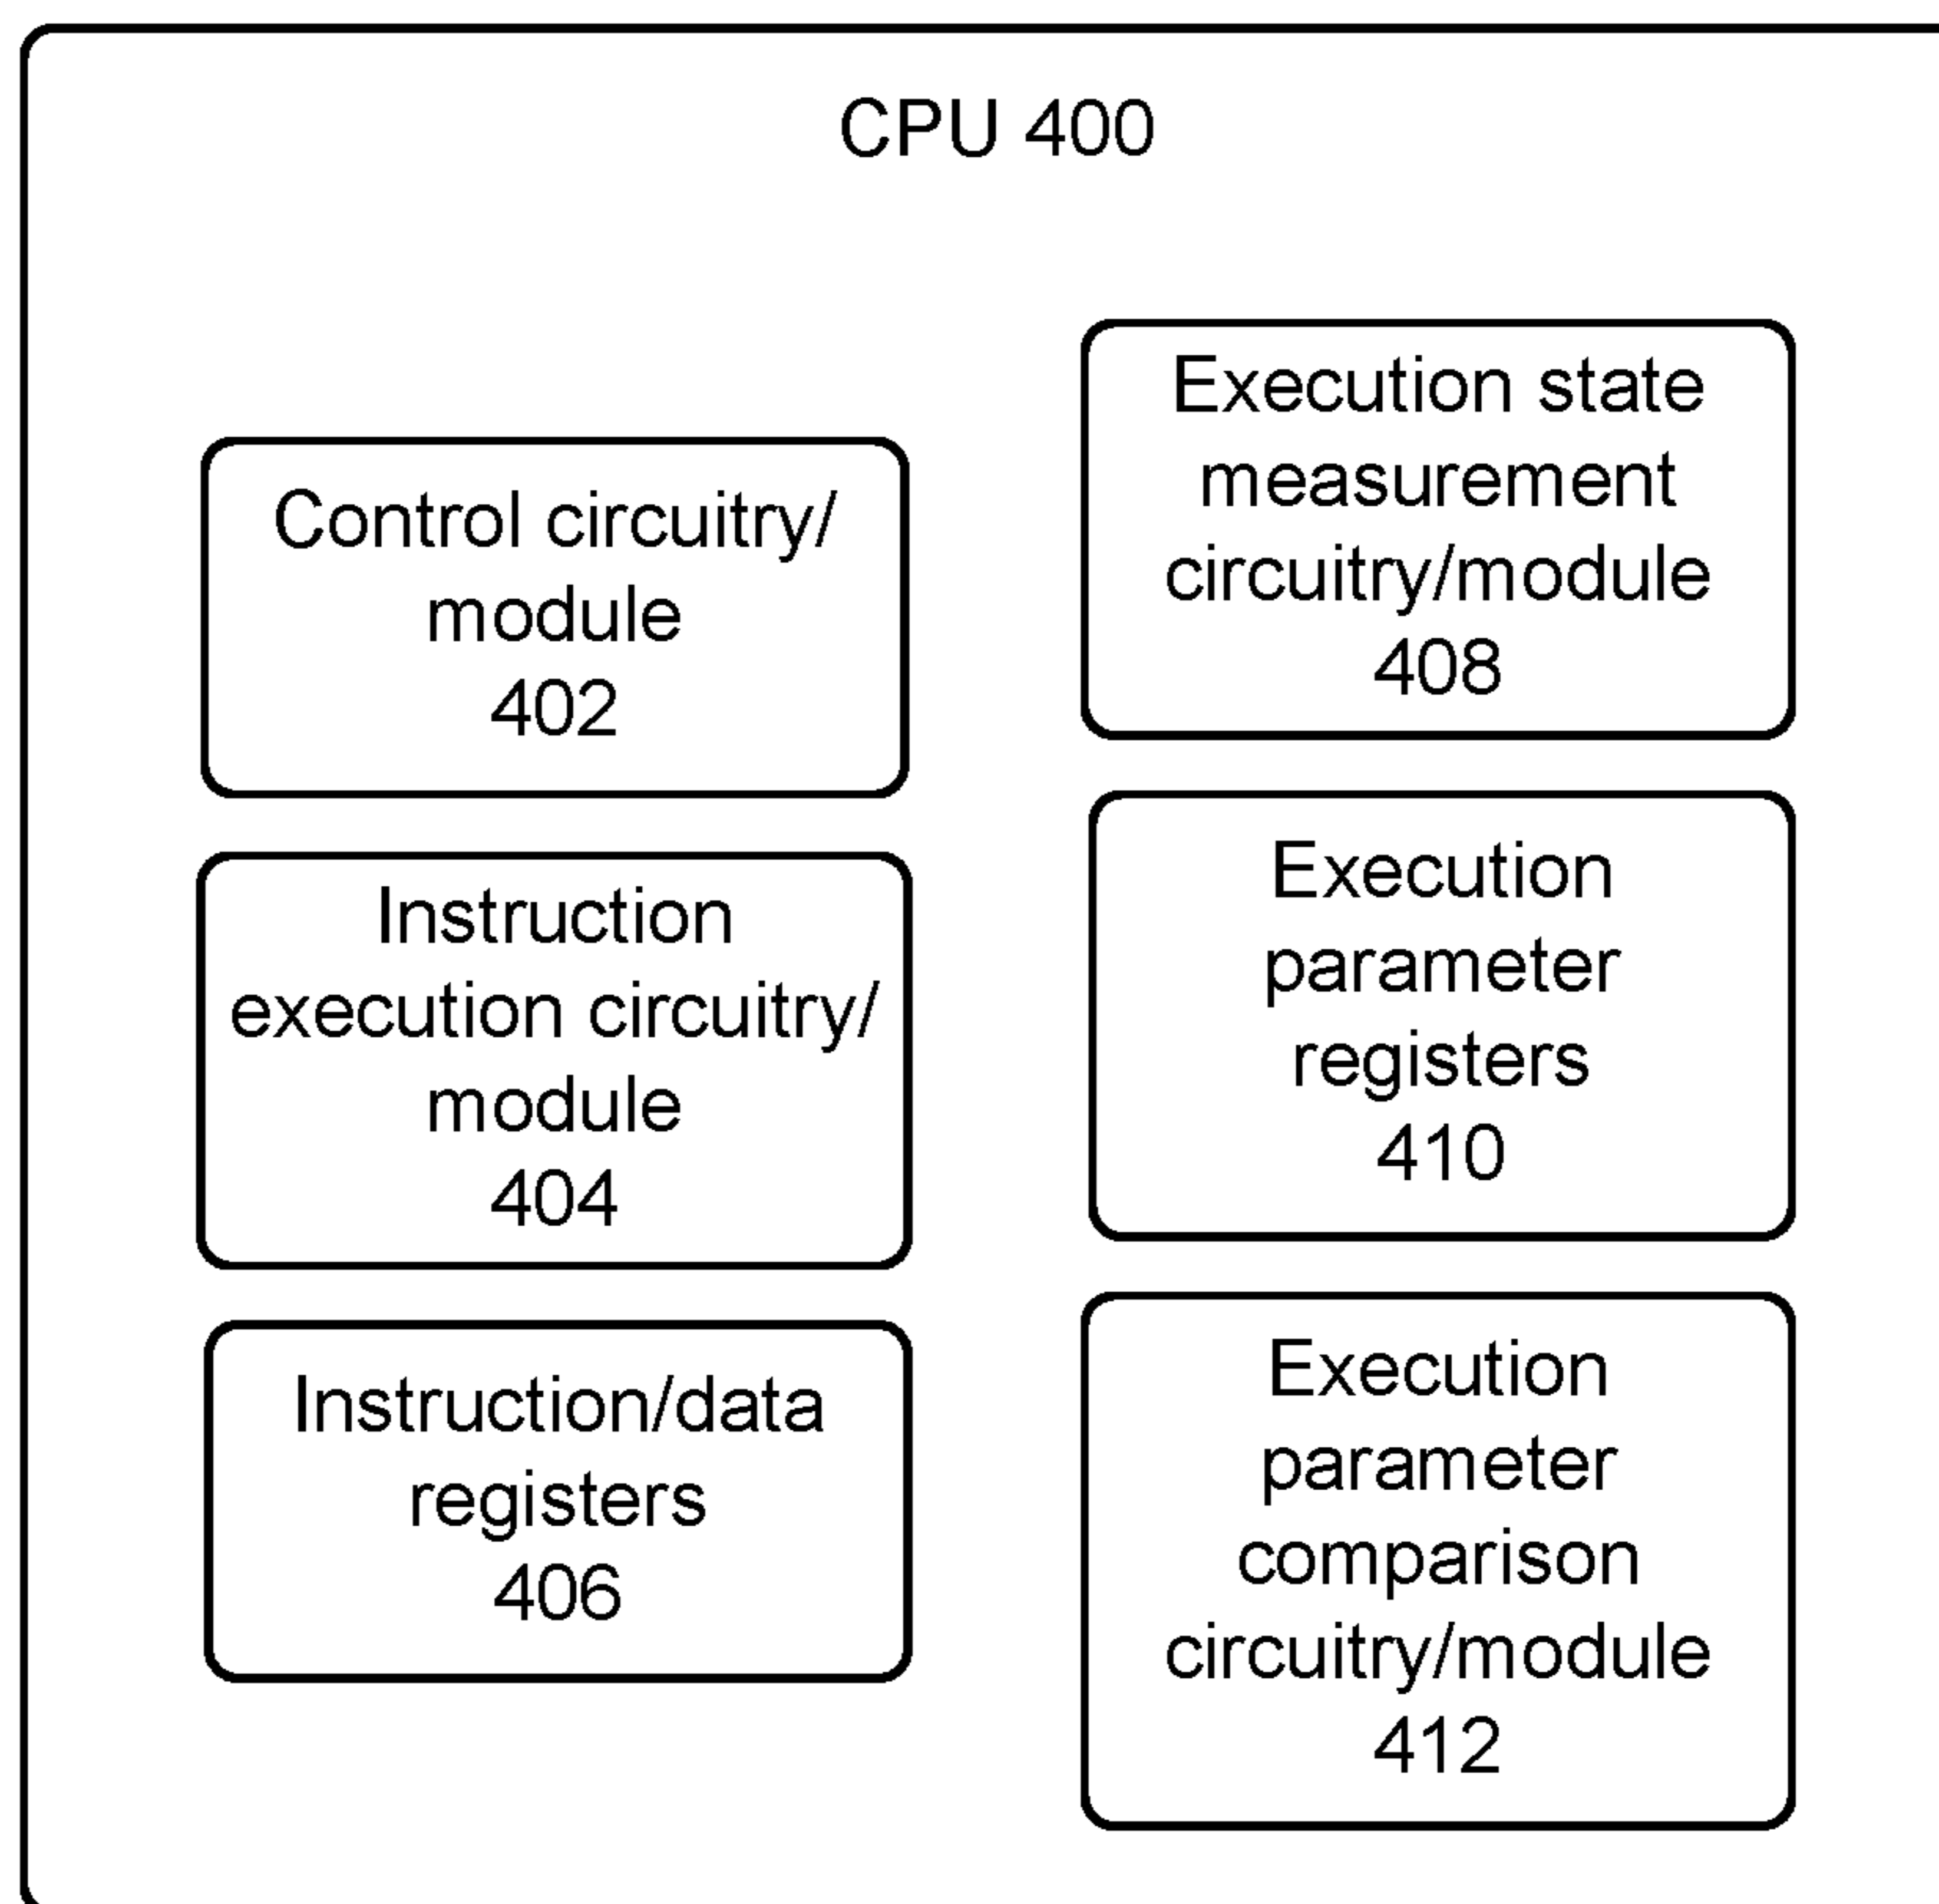 CPU 400
Control circuitry/
module
402
Instruction
execution circuitry/
module
404
Instruction/data
registers
406
Execution state
measurement
circuitry/module
408
Execution
parameter
registers
410
Execution
parameter
comparison
circuitry/module
412